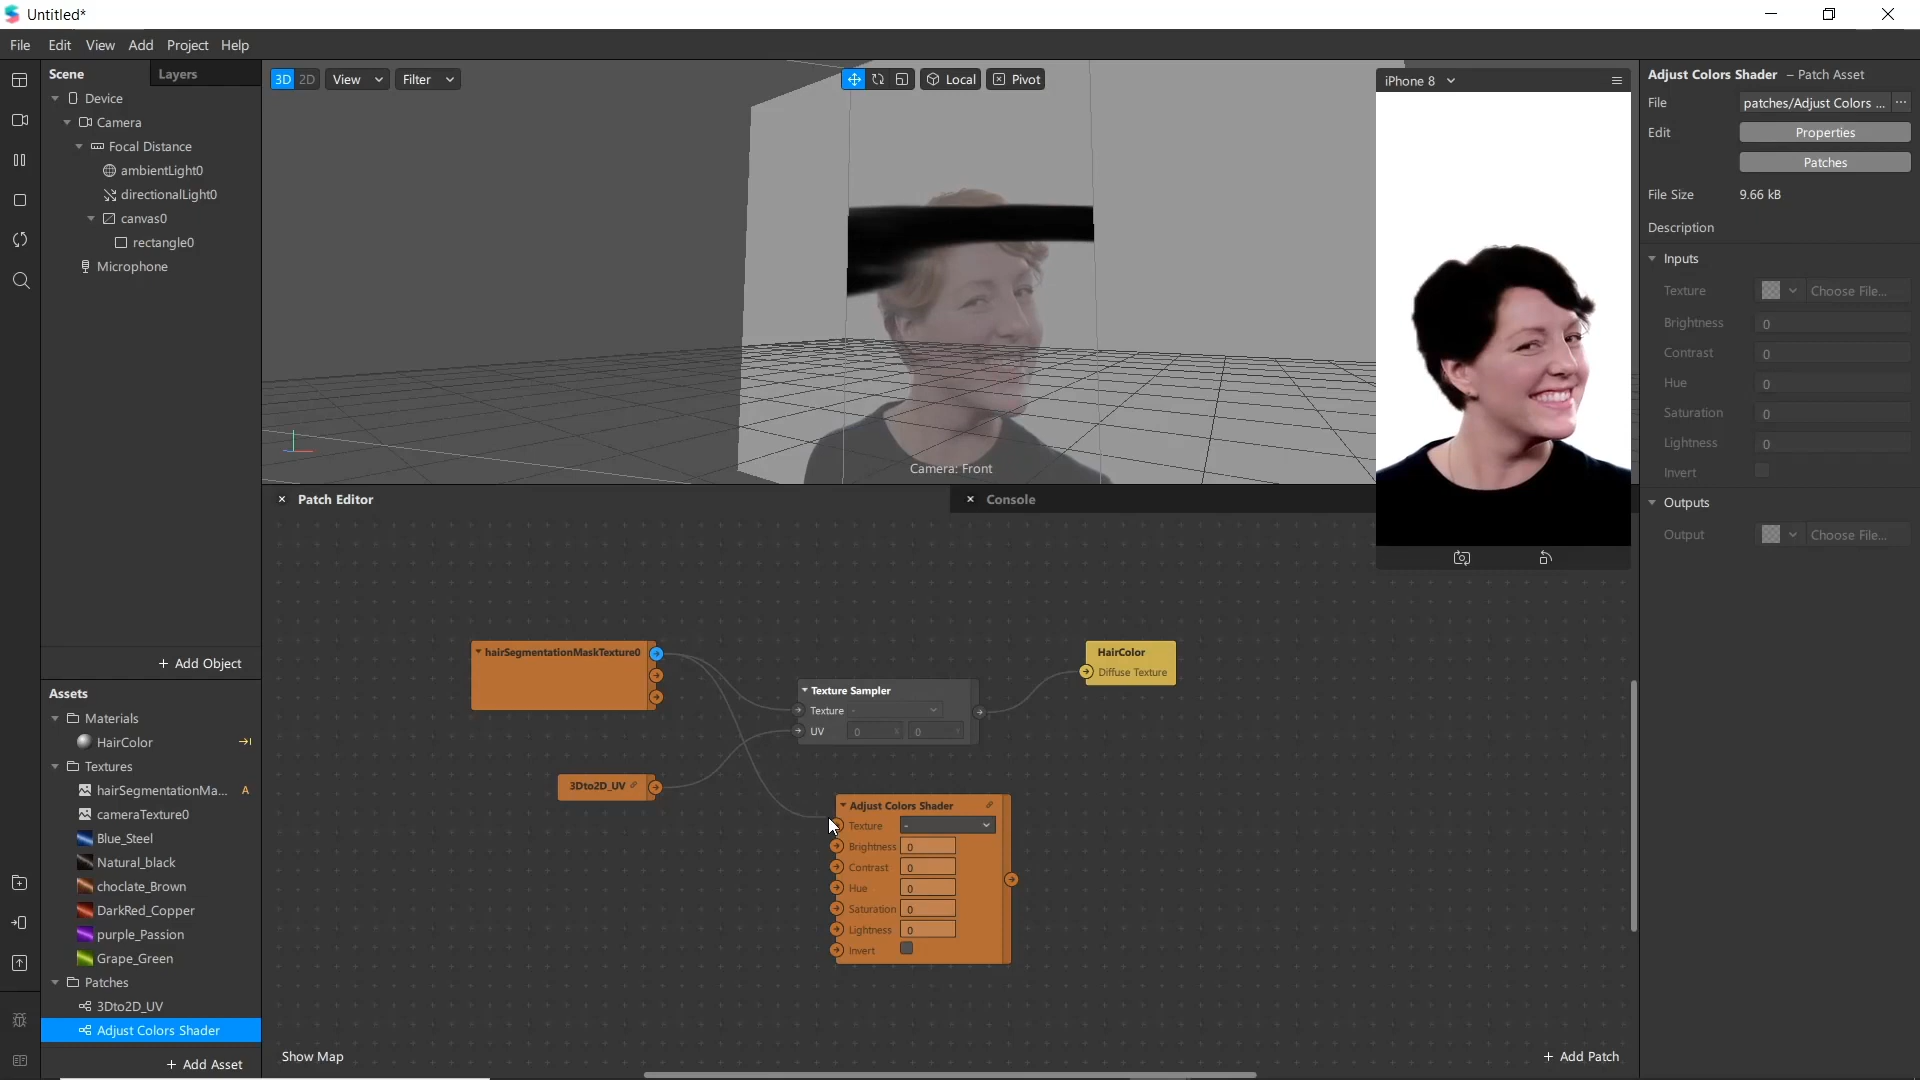 Untitled*
File Edit View Add Project Help
Scene Layers
Device
Camera
Focal Distance
ambientLight0
directionalLight0
canvas0
rectangle0
Microphone
+ Add Object
Assets
Materials
HairColor
Textures
hairSegmentationMa... A
cameraTexture0
Blue_Steel
Natural_black
choclate_Brown
DarkRed_Copper
purple_Passion
Grape_Green
Patches
3Dto2D_UV
Adjust Colors Shader
+ Add Asset
3D 2D View Filter
Local Pivot
Camera: Front
iPhone 8
× Patch Editor
× Console
hairSegmentationMaskTexture0
3Dto2D_UV
Texture Sampler
Texture -
UV 0 X 0 Y
HairColor
Diffuse Texture
Adjust Colors Shader
Texture -
Brightness 0
Contrast 0
Hue 0
Saturation 0
Lightness 0
Invert
Show Map
+ Add Patch
Adjust Colors Shader – Patch Asset
File patches/Adjust Colors ... ...
Edit Properties
Patches
File Size 9.66 kB
Description
Inputs
Texture Choose File...
Brightness 0
Contrast 0
Hue 0
Saturation 0
Lightness 0
Invert
Outputs
Output Choose File...